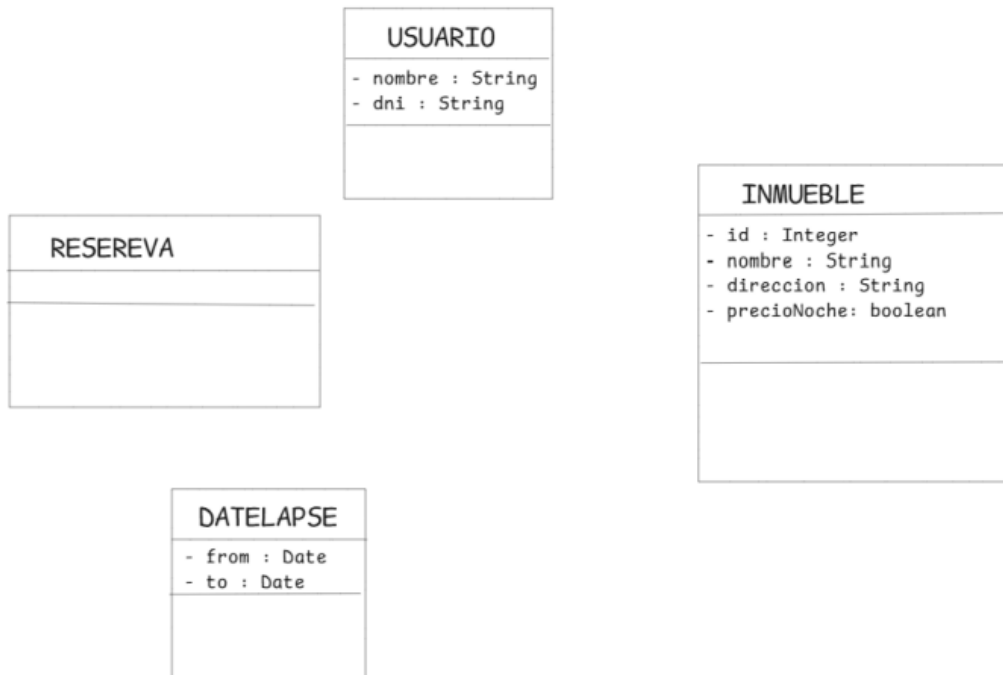 USUARIO
- nombre : String
- dni : String
INMUEBLE
- id : Integer
- nombre : String
- direccion : String
- precioNoche: boolean
RESEREVA
DATELAPSE
- from : Date
- to : Date